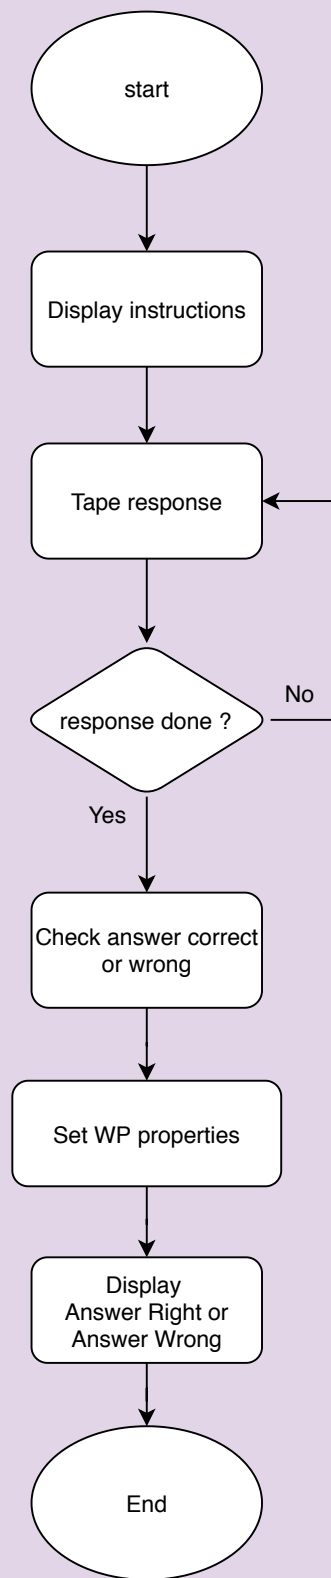 start
Display instructions
Tape response
response done ?
No
Yes
Check answer correct
or wrong
Set WP properties
Display
Answer Right or
Answer Wrong
End